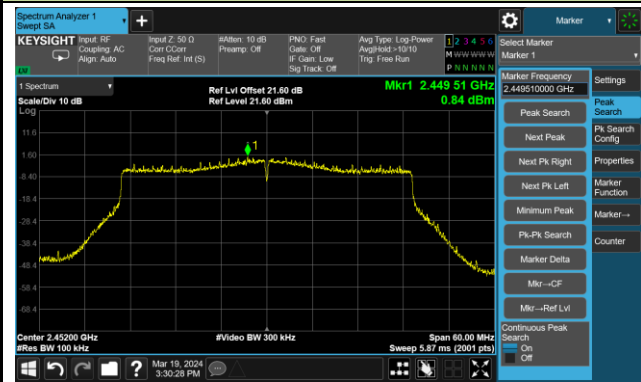 Spectrum Analyzer 1
Swept SA
+
Marker
KEYSIGHT
Input: RF
Coupling: AC
Align: Auto
Input Z: 50 Ω
Corr CCorr
Freq Ref: Int (S)
#Atten: 10 dB
Preamp: Off
PNO: Fast
Gate: Off
IF Gain: Low
Sig Track: Off
Avg Type: Log-Power
Avg|Hold:>10/10
Trig: Free Run
1 2 3 4 5 6
M W W W W W
P N N N N N
LXI
Select Marker
Marker 1
1 Spectrum
Scale/Div 10 dB
Log
Ref Lvl Offset 21.60 dB
Ref Level 21.60 dBm
Mkr1 2.449 51 GHz
0.84 dBm
11.6
1.60
-8.40
-18.4
-28.4
-38.4
-48.4
-58.4
-68.4
1
Center 2.45200 GHz
#Res BW 100 kHz
#Video BW 300 kHz
Span 60.00 MHz
Sweep 5.87 ms (2001 pts)
Marker Frequency
2.449510000 GHz
Peak Search
Next Peak
Next Pk Right
Next Pk Left
Minimum Peak
Pk-Pk Search
Marker Delta
Mkr→CF
Mkr→Ref Lvl
Continuous Peak
Search
On
Off
Settings
Peak
Search
Pk Search
Config
Properties
Marker
Function
Marker→
Counter
?
Mar 19, 2024
3:30:28 PM